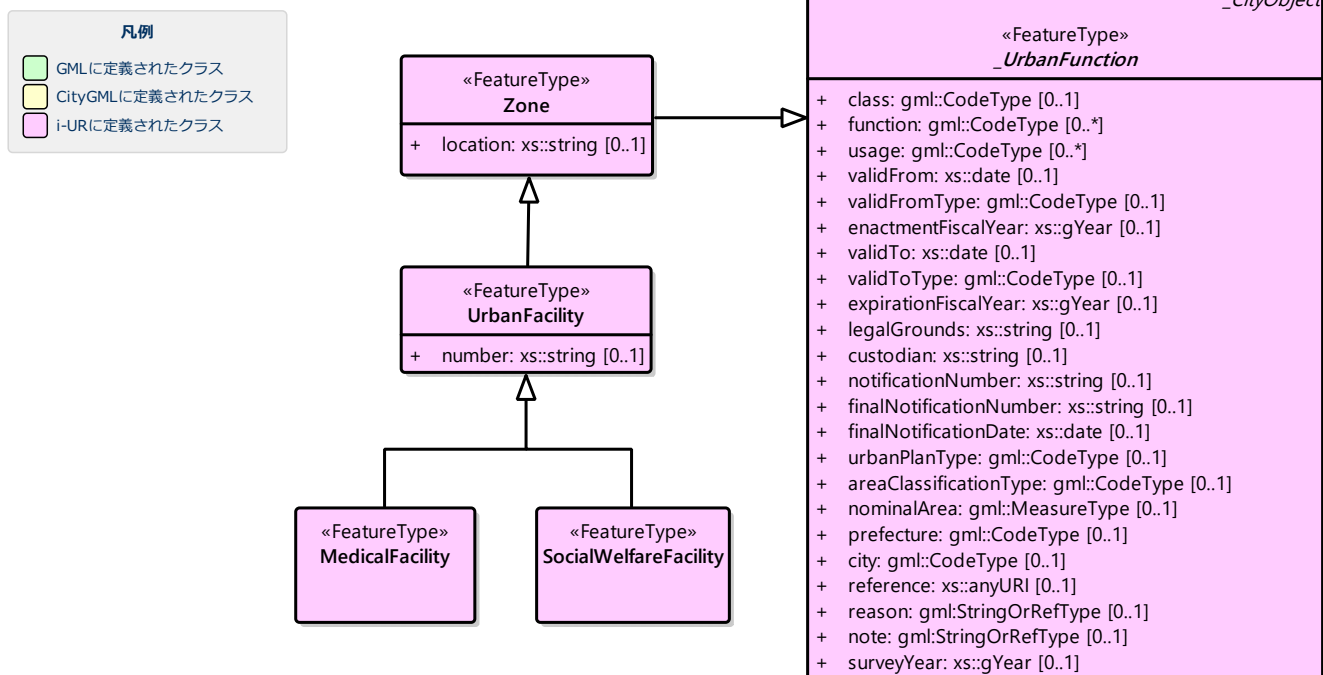 凡例
GMLに定義されたクラス
CityGMLに定義されたクラス
i-URに定義されたクラス
«FeatureType»
Zone
+ location: xs::string [0..1]
«FeatureType»
UrbanFacility
+ number: xs::string [0..1]
«FeatureType»
MedicalFacility
«FeatureType»
SocialWelfareFacility
_CityObject
«FeatureType»
_UrbanFunction
+ class: gml::CodeType [0..1]
+ function: gml::CodeType [0..*]
+ usage: gml::CodeType [0..*]
+ validFrom: xs::date [0..1]
+ validFromType: gml::CodeType [0..1]
+ enactmentFiscalYear: xs::gYear [0..1]
+ validTo: xs::date [0..1]
+ validToType: gml::CodeType [0..1]
+ expirationFiscalYear: xs::gYear [0..1]
+ legalGrounds: xs::string [0..1]
+ custodian: xs::string [0..1]
+ notificationNumber: xs::string [0..1]
+ finalNotificationNumber: xs::string [0..1]
+ finalNotificationDate: xs::date [0..1]
+ urbanPlanType: gml::CodeType [0..1]
+ areaClassificationType: gml::CodeType [0..1]
+ nominalArea: gml::MeasureType [0..1]
+ prefecture: gml::CodeType [0..1]
+ city: gml::CodeType [0..1]
+ reference: xs::anyURI [0..1]
+ reason: gml:StringOrRefType [0..1]
+ note: gml:StringOrRefType [0..1]
+ surveyYear: xs::gYear [0..1]